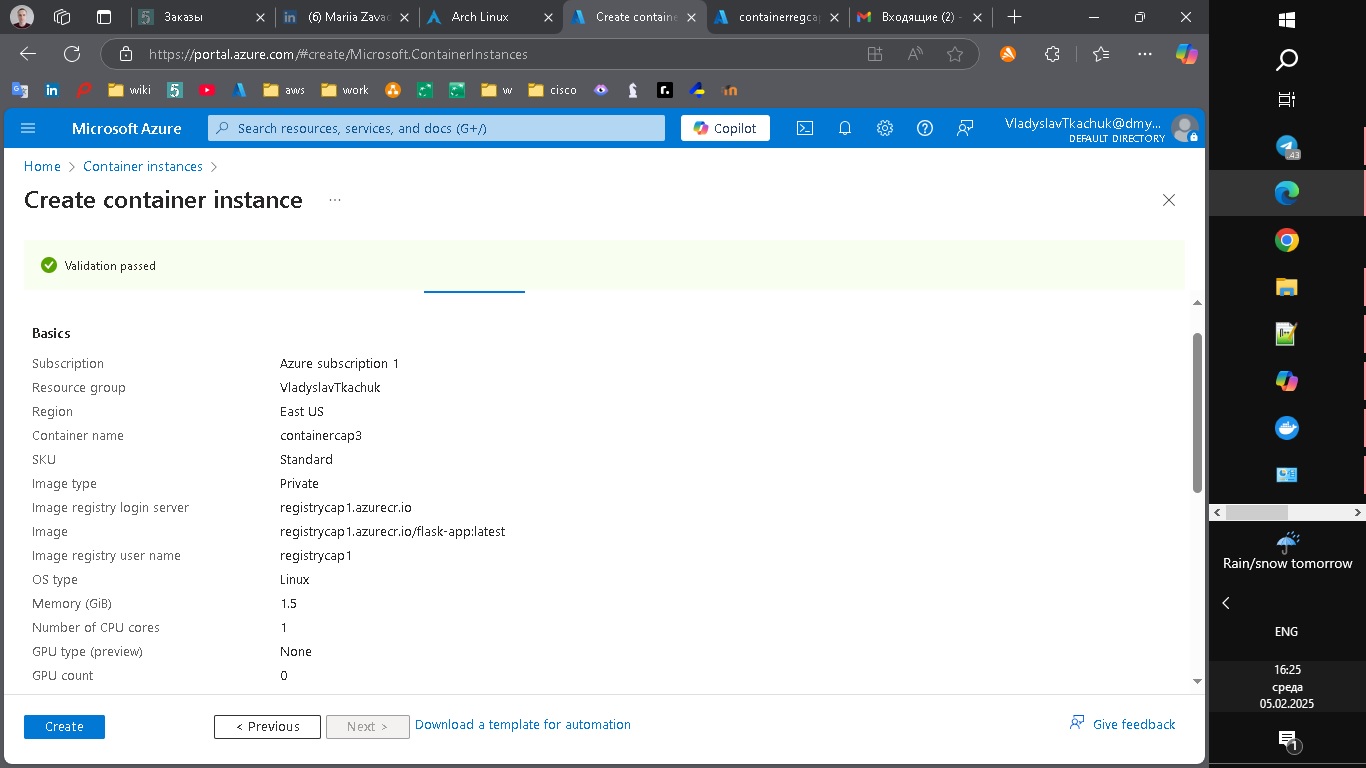 Заказы
(6) Mariia Zavad
Arch Linux
Create containe
containerregcap
Входящие (2) -
https://portal.azure.com/#create/Microsoft.ContainerInstances
wiki
aws
work
w
cisco
Microsoft Azure
Search resources, services, and docs (G+/)
Copilot
VladyslavTkachuk@dmy...
DEFAULT DIRECTORY
Home > Container instances >
Create container instance ...
Validation passed
Basics
Subscription Azure subscription 1
Resource group VladyslavTkachuk
Region East US
Container name containercap3
SKU Standard
Image type Private
Image registry login server registrycap1.azurecr.io
Image registrycap1.azurecr.io/flask-app:latest
Image registry user name registrycap1
OS type Linux
Memory (GiB) 1.5
Number of CPU cores 1
GPU type (preview) None
GPU count 0
Create
< Previous
Next >
Download a template for automation
Give feedback
43
Rain/snow tomorrow
ENG
16:25
среда
05.02.2025
1